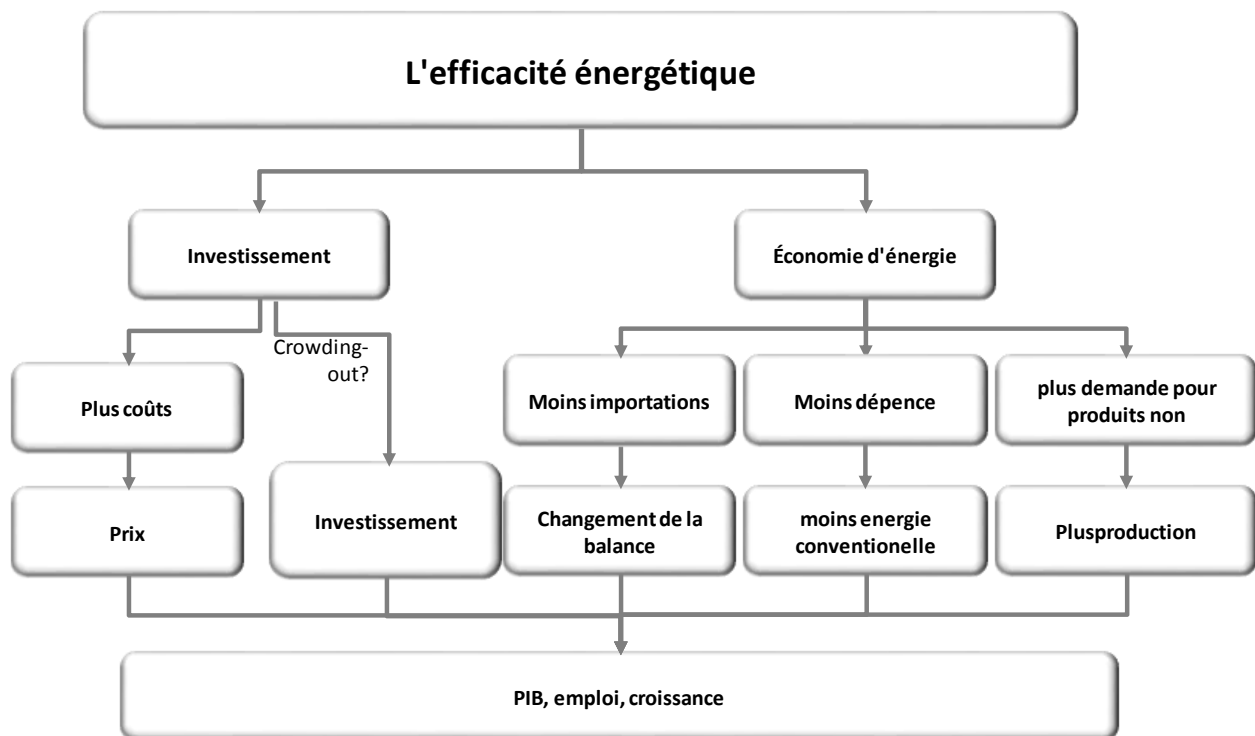 L'efficacité énergétique
Investissement
Économie d'énergie
Crowding-
out?
Plus coûts
Moins importations
Moins dépence
plus demande pour
produits non
Prix
Investissement
Changement de la
balance
moins energie
conventionelle
Plusproduction
PIB, emploi, croissance